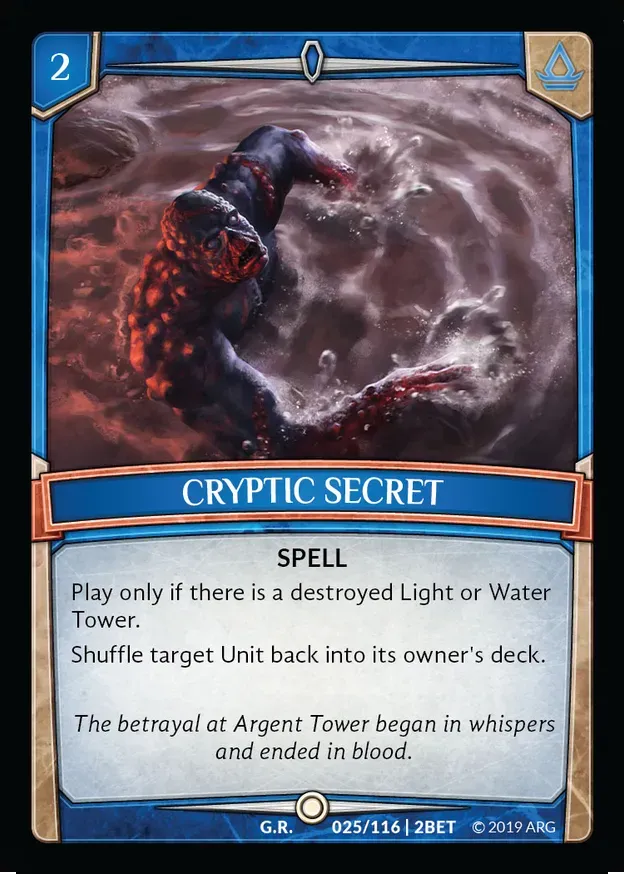 2
CRYPTIC SECRET
SPELL
Play only if there is a destroyed Light or Water
Tower.
Shuffle target Unit back into its owner's deck.
The betrayal at Argent Tower began in whispers
and ended in blood.
G.R. 025/116 | 2BET © 2019 ARG